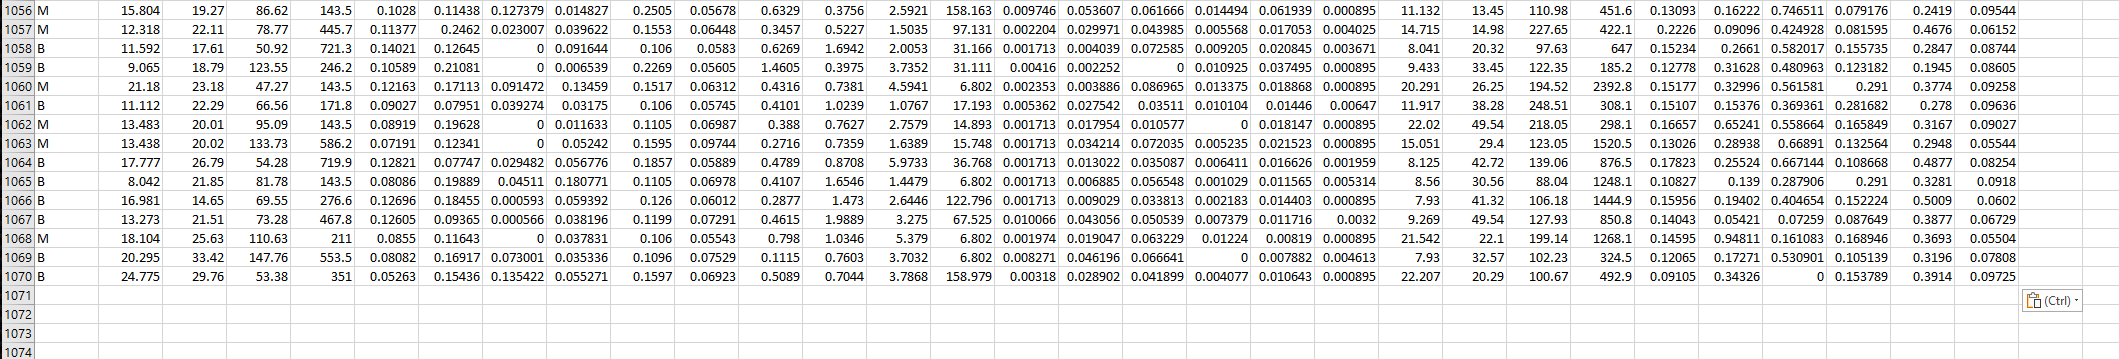 1056 M 15.804 19.27 86.62 143.5 0.1028 0.11438 0.127379 0.014827 0.2505 0.05678 0.6329 0.3756 2.5921 158.163 0.009746 0.053607 0.061666 0.014494 0.061939 0.000895 11.132 13.45 110.98 451.6 0.13093 0.16222 0.746511 0.079176 0.2419 0.09544
1057 M 12.318 22.11 78.77 445.7 0.11377 0.2462 0.023007 0.039622 0.1553 0.06448 0.3457 0.5227 1.5035 97.131 0.002204 0.029971 0.043985 0.005568 0.017053 0.004025 14.715 14.98 227.65 422.1 0.2226 0.09096 0.424928 0.081595 0.4676 0.06152
1058 B 11.592 17.61 50.92 721.3 0.14021 0.12645 0 0.091644 0.106 0.0583 0.6269 1.6942 2.0053 31.166 0.001713 0.004039 0.072585 0.009205 0.020845 0.003671 8.041 20.32 97.63 647 0.15234 0.2661 0.582017 0.155735 0.2847 0.08744
1059 B 9.065 18.79 123.55 246.2 0.10589 0.21081 0 0.006539 0.2269 0.05605 1.4605 0.3975 3.7352 31.111 0.00416 0.002252 0 0.010925 0.037495 0.000895 9.433 33.45 122.35 185.2 0.12778 0.31628 0.480963 0.123182 0.1945 0.08605
1060 M 21.18 23.18 47.27 143.5 0.12163 0.17113 0.091472 0.13459 0.1517 0.06312 0.4316 0.7381 4.5941 6.802 0.002353 0.003886 0.086965 0.013375 0.018868 0.000895 20.291 26.25 194.52 2392.8 0.15177 0.32996 0.561581 0.291 0.3774 0.09258
1061 B 11.112 22.29 66.56 171.8 0.09027 0.07951 0.039274 0.03175 0.106 0.05745 0.4101 1.0239 1.0767 17.193 0.005362 0.027542 0.03511 0.010104 0.01446 0.00647 11.917 38.28 248.51 308.1 0.15107 0.15376 0.369361 0.281682 0.278 0.09636
1062 M 13.483 20.01 95.09 143.5 0.08919 0.19628 0 0.011633 0.1105 0.06987 0.388 0.7627 2.7579 14.893 0.001713 0.017954 0.010577 0 0.018147 0.000895 22.02 49.54 218.05 298.1 0.16657 0.65241 0.558664 0.165849 0.3167 0.09027
1063 M 13.438 20.02 133.73 586.2 0.07191 0.12341 0 0.05242 0.1595 0.09744 0.2716 0.7359 1.6389 15.748 0.001713 0.034214 0.072035 0.005235 0.021523 0.000895 15.051 29.4 123.05 1520.5 0.13026 0.28938 0.66891 0.132564 0.2948 0.05544
1064 B 17.777 26.79 54.28 719.9 0.12821 0.07747 0.029482 0.056776 0.1857 0.05889 0.4789 0.8708 5.9733 36.768 0.001713 0.013022 0.035087 0.006411 0.016626 0.001959 8.125 42.72 139.06 876.5 0.17823 0.25524 0.667144 0.108668 0.4877 0.08254
1065 B 8.042 21.85 81.78 143.5 0.08086 0.19889 0.04511 0.180771 0.1105 0.06978 0.4107 1.6546 1.4479 6.802 0.001713 0.006885 0.056548 0.001029 0.011565 0.005314 8.56 30.56 88.04 1248.1 0.10827 0.139 0.287906 0.291 0.3281 0.0918
1066 B 16.981 14.65 69.55 276.6 0.12696 0.18455 0.000593 0.059392 0.126 0.06012 0.2877 1.473 2.6446 122.796 0.001713 0.009029 0.033813 0.002183 0.014403 0.000895 7.93 41.32 106.18 1444.9 0.15956 0.19402 0.404654 0.152224 0.5009 0.0602
1067 B 13.273 21.51 73.28 467.8 0.12605 0.09365 0.000566 0.038196 0.1199 0.07291 0.4615 1.9889 3.275 67.525 0.010066 0.043056 0.050539 0.007379 0.011716 0.0032 9.269 49.54 127.93 850.8 0.14043 0.05421 0.07259 0.087649 0.3877 0.06729
1068 M 18.104 25.63 110.63 211 0.0855 0.11643 0 0.037831 0.106 0.05543 0.798 1.0346 5.379 6.802 0.001974 0.019047 0.063229 0.01224 0.00819 0.000895 21.542 22.1 199.14 1268.1 0.14595 0.94811 0.161083 0.168946 0.3693 0.05504
1069 B 20.295 33.42 147.76 553.5 0.08082 0.16917 0.073001 0.035336 0.1096 0.07529 0.1115 0.7603 3.7032 6.802 0.008271 0.046196 0.066641 0 0.007882 0.004613 7.93 32.57 102.23 324.5 0.12065 0.17271 0.530901 0.105139 0.3196 0.07808
1070 B 24.775 29.76 53.38 351 0.05263 0.15436 0.135422 0.055271 0.1597 0.06923 0.5089 0.7044 3.7868 158.979 0.00318 0.028902 0.041899 0.004077 0.010643 0.000895 22.207 20.29 100.67 492.9 0.09105 0.34326 0 0.153789 0.3914 0.09725
1071
(Ctrl)
1072
1073
1074